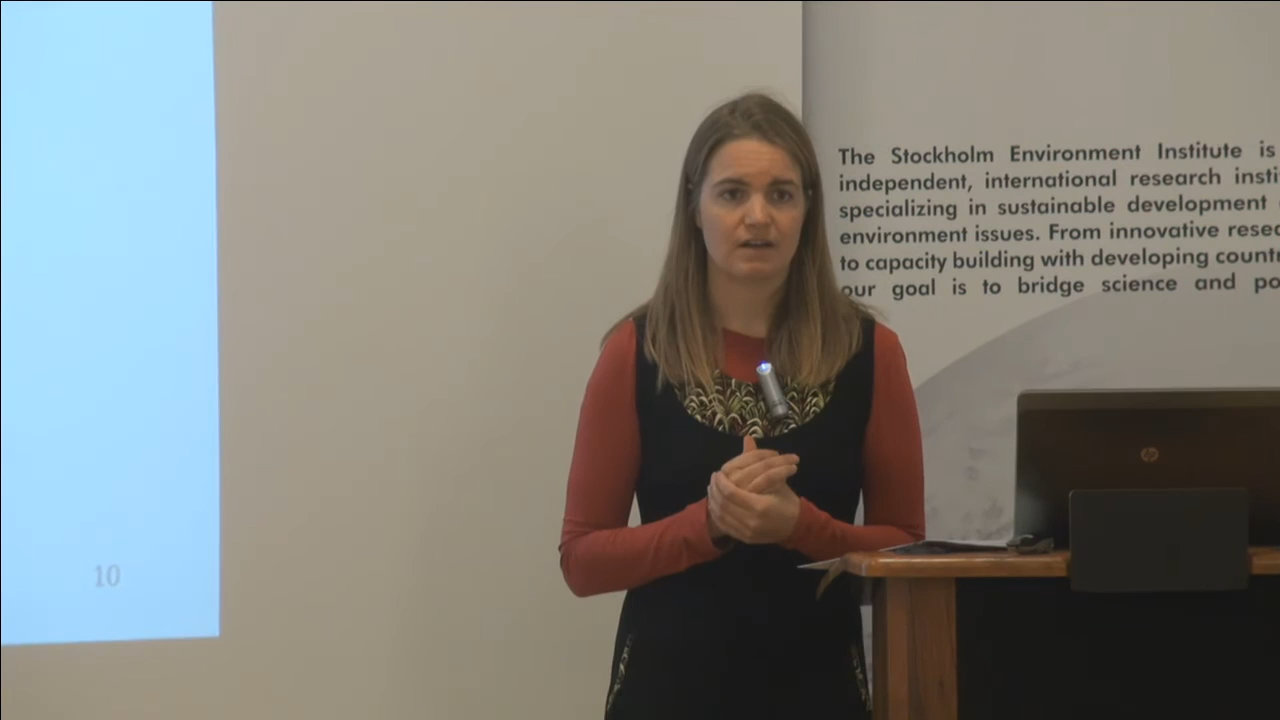 The Stockholm Environment Institute is
independent, international research insti
specializing in sustainable development
environment issues. From innovative resea
to capacity building with developing countr
our goal is to bridge science and po
10
hp